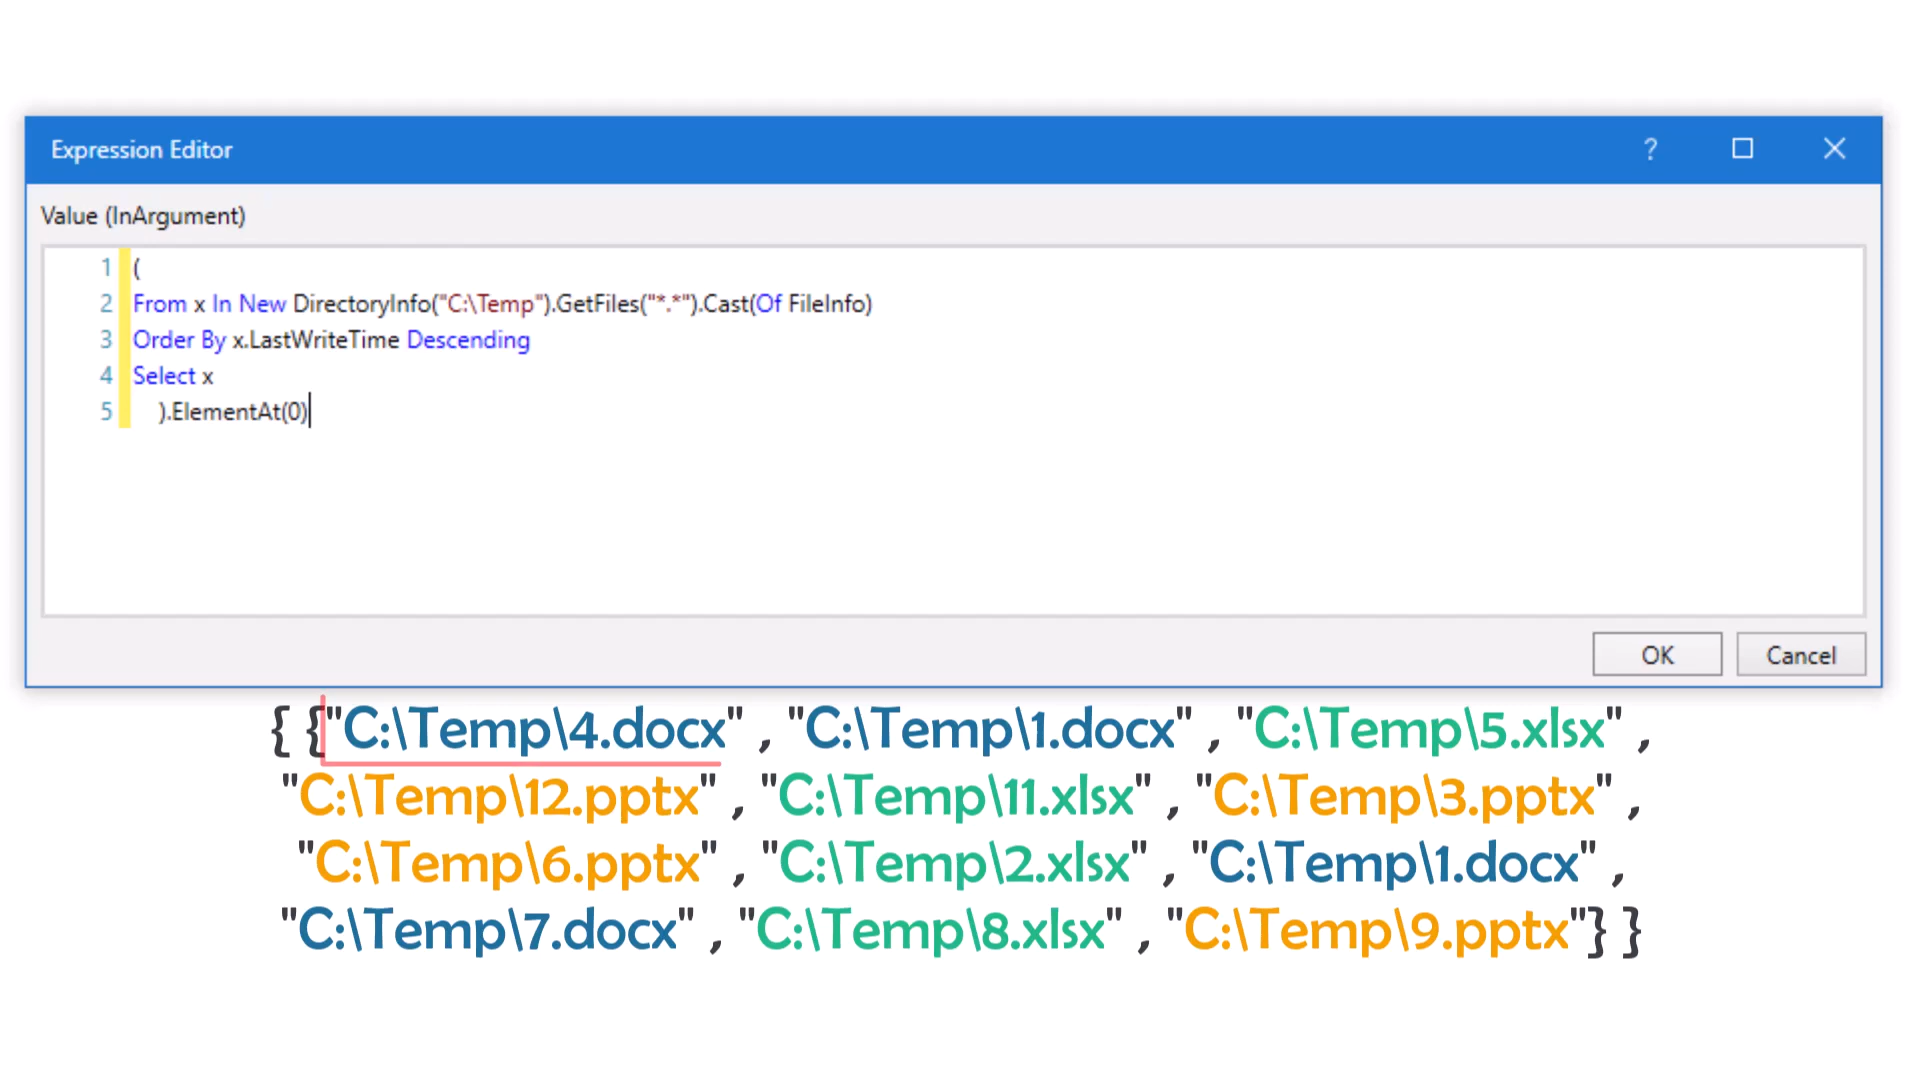 Expression Editor
?
Value (InArgument)
1 (
2 From x In New DirectoryInfo("C:\Temp").GetFiles("*.*").Cast(Of FileInfo)
3 Order By x.LastWriteTime Descending
4 Select x
5 ).ElementAt(0)
OK Cancel
{ {"C:\Temp\4.docx" , "C:\Temp\1.docx" , "C:\Temp\5.xlsx" ,
"C:\Temp\12.pptx" , "C:\Temp\11.xlsx" , "C:\Temp\3.pptx" ,
"C:\Temp\6.pptx" , "C:\Temp\2.xlsx" , "C:\Temp\1.docx" ,
"C:\Temp\7.docx" , "C:\Temp\8.xlsx" , "C:\Temp\9.pptx"} }